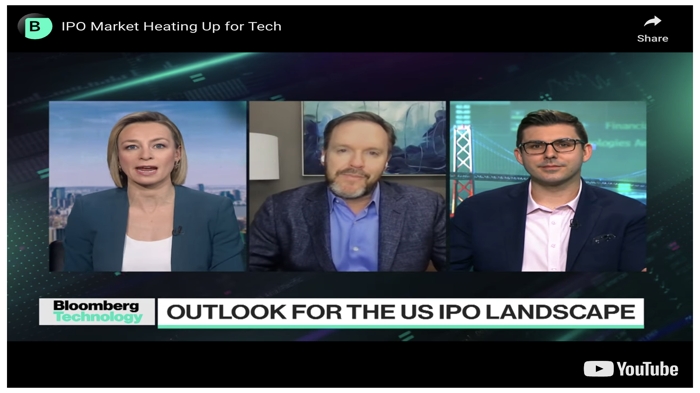 B
IPO Market Heating Up for Tech
Share
Bloomberg
Technology
OUTLOOK FOR THE US IPO LANDSCAPE
YouTube